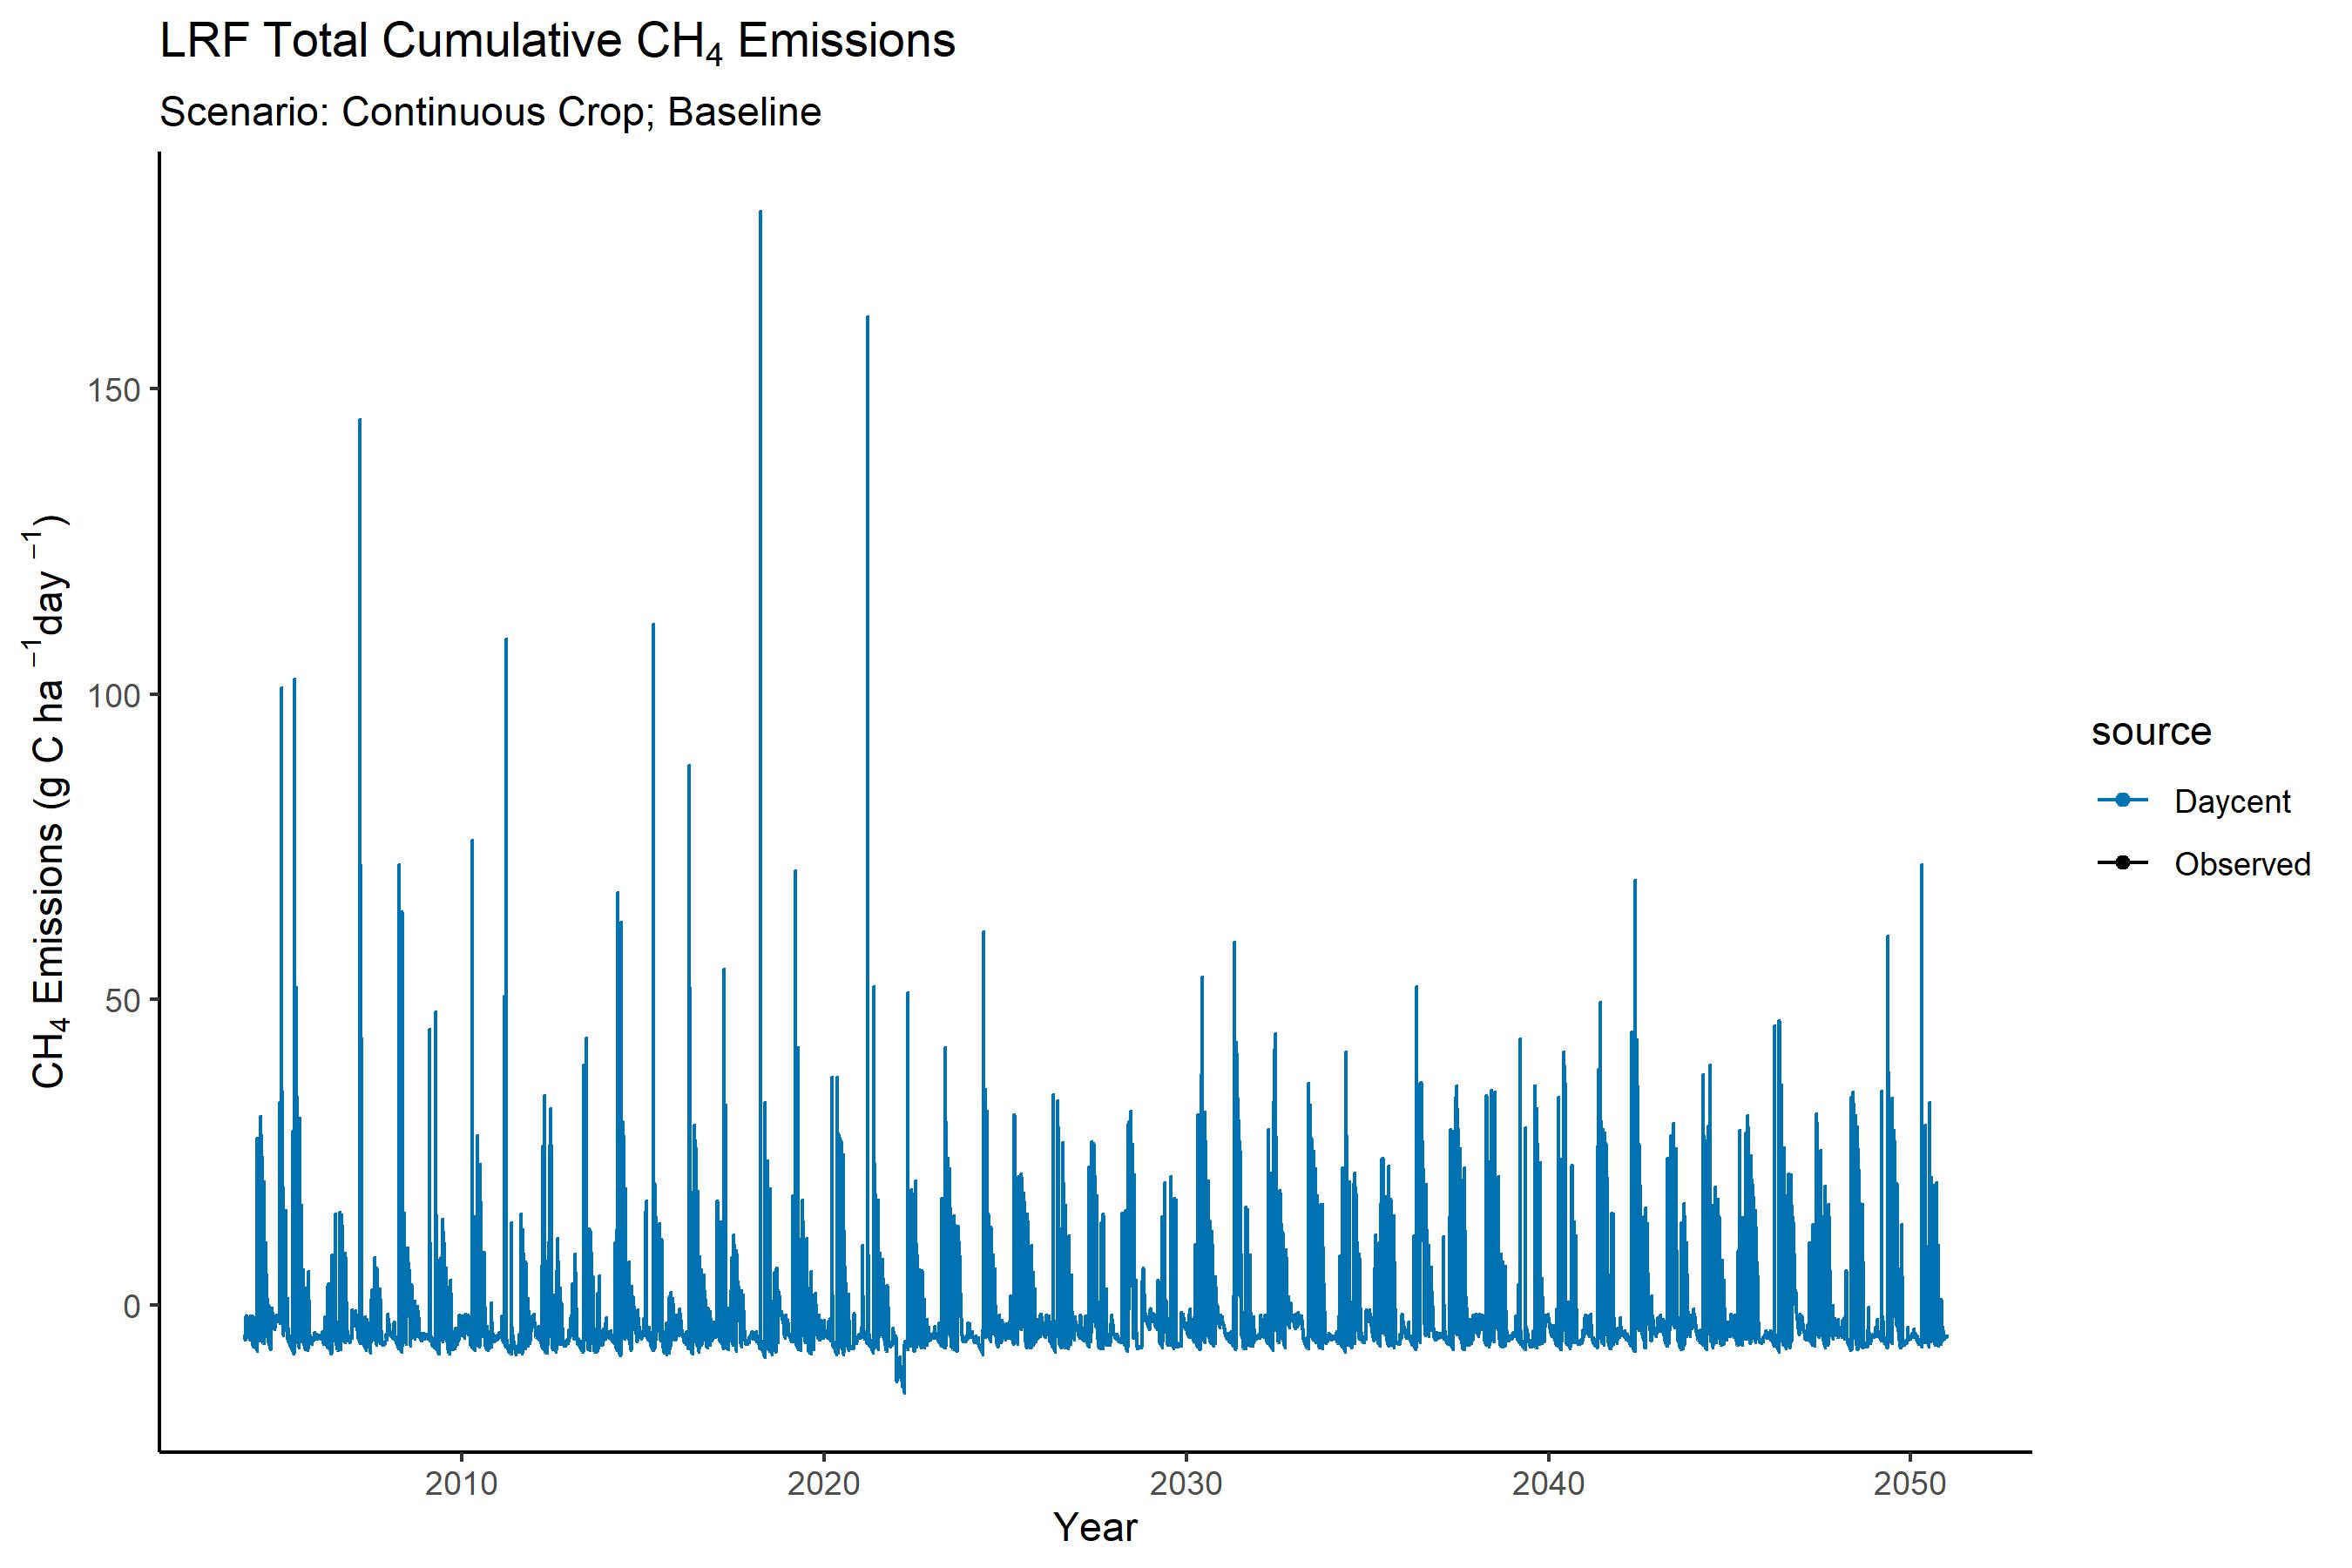 LRF Total Cumulative CH₄ Emissions
Scenario: Continuous Crop; Baseline
CH₄ Emissions (g C ha ⁻¹day ⁻¹)
150
100
50
0
2010 2020 2030 2040 2050
Year
source
Daycent
Observed